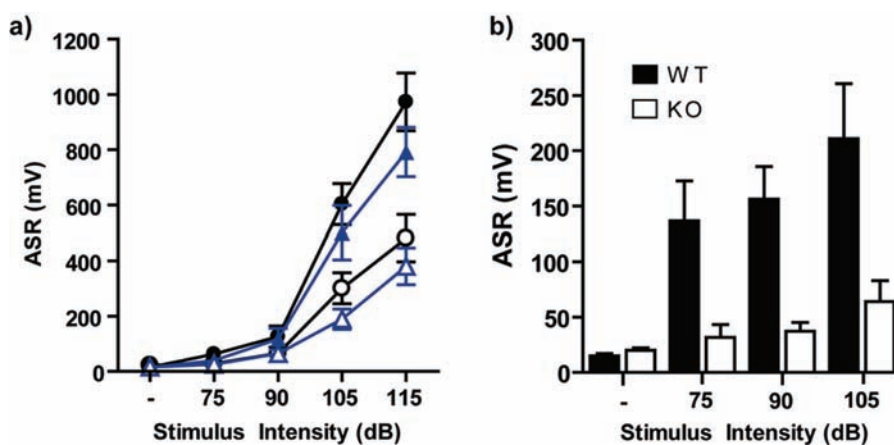 a)
1200
1000
800
600
400
200
0
ASR (mV)
- 75 90 105 115
Stimulus Intensity (dB)
b)
300
250
200
150
100
50
0
ASR (mV)
WT
KO
- 75 90 105
Stimulus Intensity (dB)